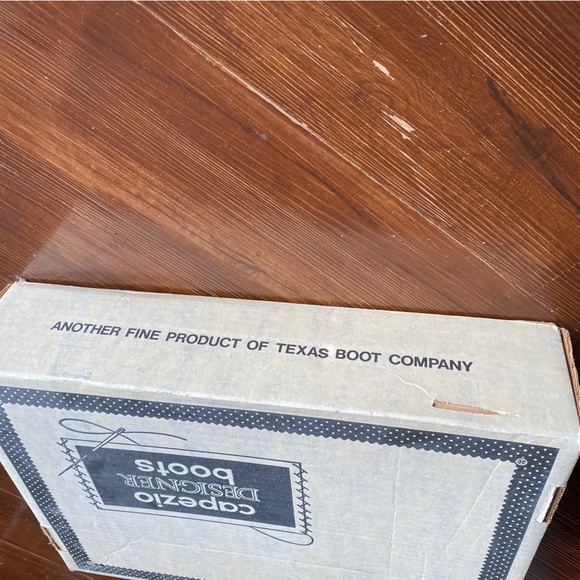 ANOTHER FINE PRODUCT OF TEXAS BOOT COMPANY
capezio
DESIGNER
boots
®